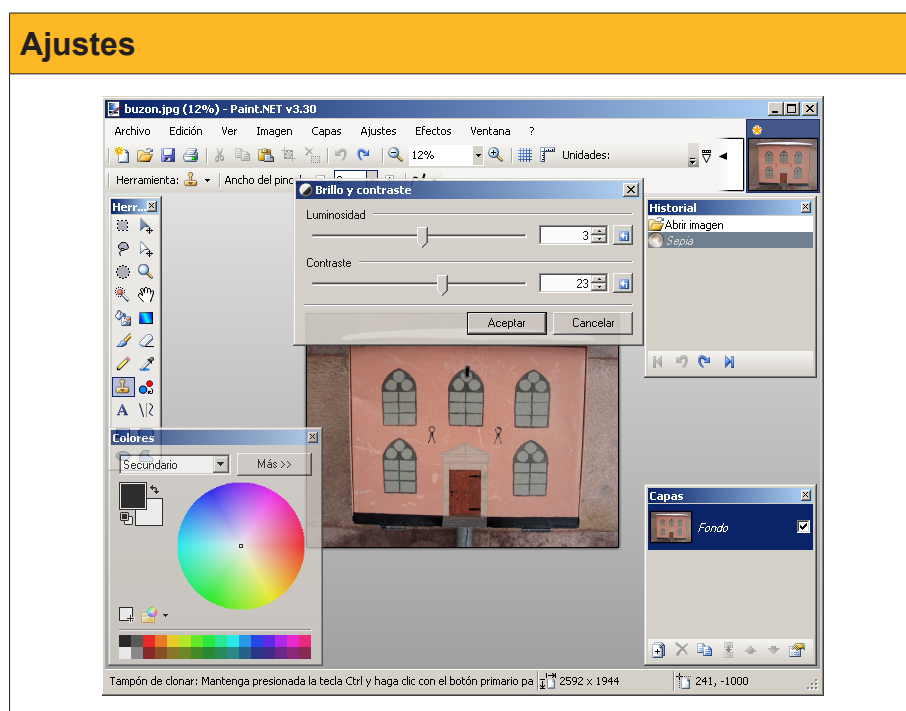 Ajustes
buzon.jpg (12%) - Paint.NET v3.30
Archivo Edición Ver Imagen Capas Ajustes Efectos Ventana ?
12% Unidades:
Herramienta: Ancho del
Brillo y contraste
Luminosidad
3
Contraste
23
Aceptar Cancelar
Herr...
Historial
Abrir imagen
Sepia
Colores
Secundario Más >>
Capas
Fondo
Tampón de clonar: Mantenga presionada la tecla Ctrl y haga clic con el botón primario pa 2592 x 1944 241, -1000